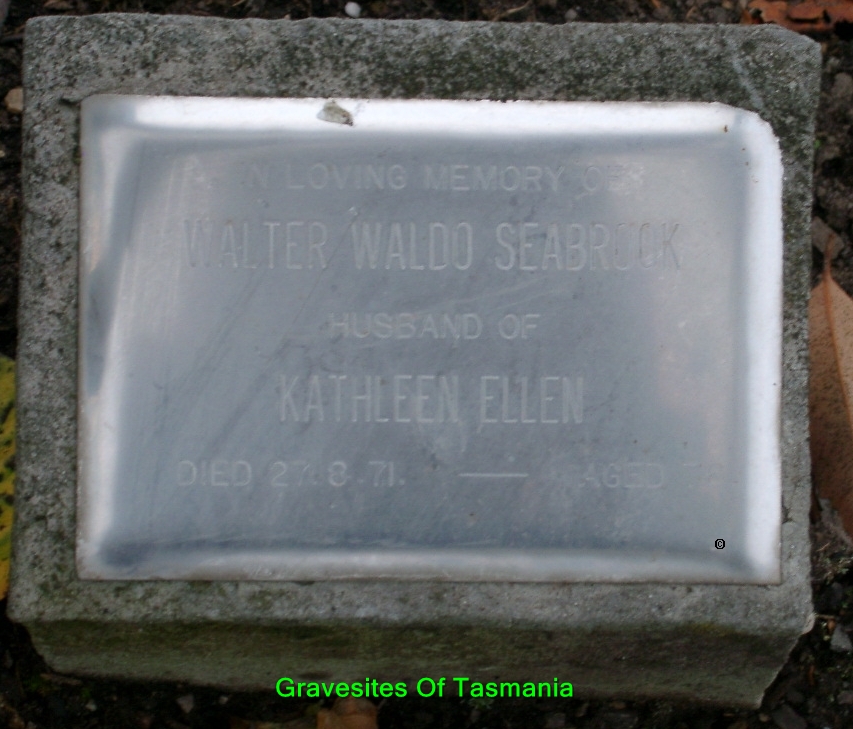 IN LOVING MEMORY OF
WALTER WALDO SEABROOK
HUSBAND OF
KATHLEEN ELLEN
DIED 27.8.71. — AGED
©
Gravesites Of Tasmania